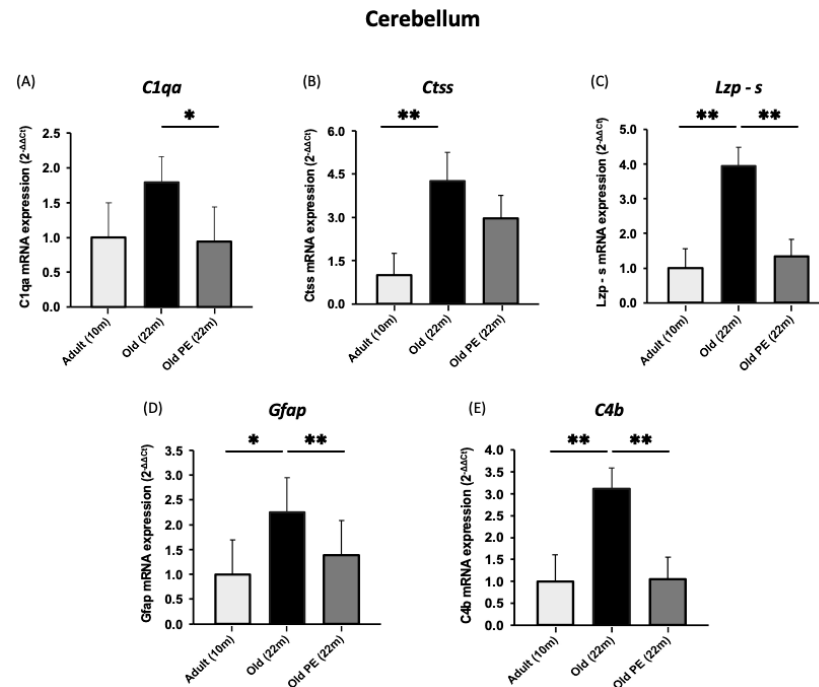 Cerebellum
(A)
C1qa
*
C1qa mRNA expression (2-ΔΔCt)
2.5
2.0
1.5
1.0
0.5
0.0
Adult (10m)
Old (22m)
Old PE (22m)
(B)
Ctss
**
Ctss mRNA expression (2-ΔΔCt)
6.0
4.5
3.0
1.5
0.0
Adult (10m)
Old (22m)
Old PE (22m)
(C)
Lzp - s
** **
Lzp - s mRNA expression (2-ΔΔCt)
5.0
4.0
3.0
2.0
1.0
0.0
Adult (10m)
Old (22m)
Old PE (22m)
(D)
Gfap
* **
Gfap mRNA expression (2-ΔΔCt)
3.5
3.0
2.5
2.0
1.5
1.0
0.5
0.0
Adult (10m)
Old (22m)
Old PE (22m)
(E)
C4b
** **
C4b mRNA expression (2-ΔΔCt)
4.0
3.5
3.0
2.5
2.0
1.5
1.0
0.5
0.0
Adult (10m)
Old (22m)
Old PE (22m)